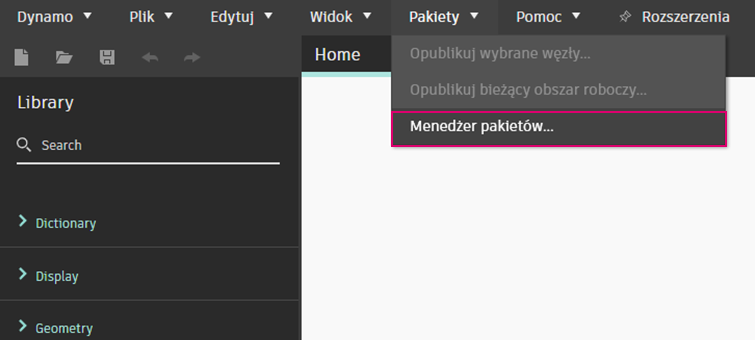 Dynamo Plik Edytuj Widok Pakiety Pomoc Rozszerzenia
Home
Opublikuj wybrane węzły...
Opublikuj bieżący obszar roboczy...
Menedżer pakietów...
Library
Search
Dictionary
Display
Geometry